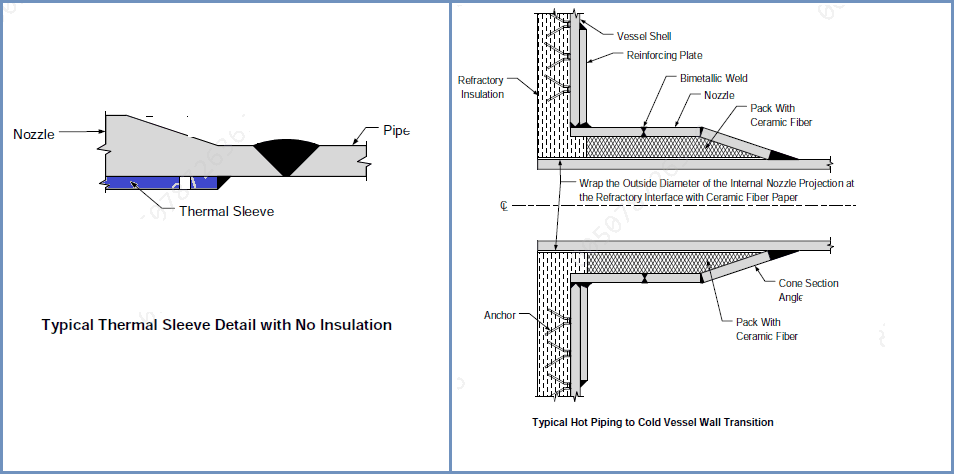 Nozzle
Pipe
Thermal Sleeve
Typical Thermal Sleeve Detail with No Insulation
Vessel Shell
Reinforcing Plate
Refractory
Insulation
Bimetallic Weld
Nozzle
Pack With
Ceramic Fiber
Wrap the Outside Diameter of the Internal Nozzle Projection at
the Refractory Interface with Ceramic Fiber Paper
℄
Cone Section
Angle
Anchor
Pack With
Ceramic Fiber
Typical Hot Piping to Cold Vessel Wall Transition